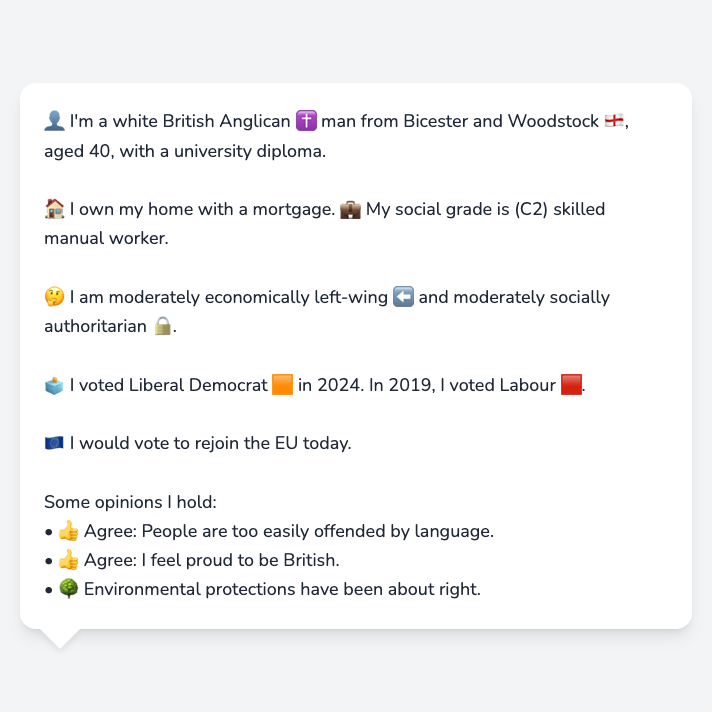 👤 I'm a white British Anglican ✝️ man from Bicester and Woodstock 🏴󠁧󠁢󠁥󠁮󠁧󠁿,
aged 40, with a university diploma.
🏠 I own my home with a mortgage. 💼 My social grade is (C2) skilled
manual worker.
🤔 I am moderately economically left-wing ⬅️ and moderately socially
authoritarian 🔒.
🗳️ I voted Liberal Democrat 🟧 in 2024. In 2019, I voted Labour 🟥.
🇪🇺 I would vote to rejoin the EU today.
Some opinions I hold:
• 👍 Agree: People are too easily offended by language.
• 👍 Agree: I feel proud to be British.
• 🌳 Environmental protections have been about right.